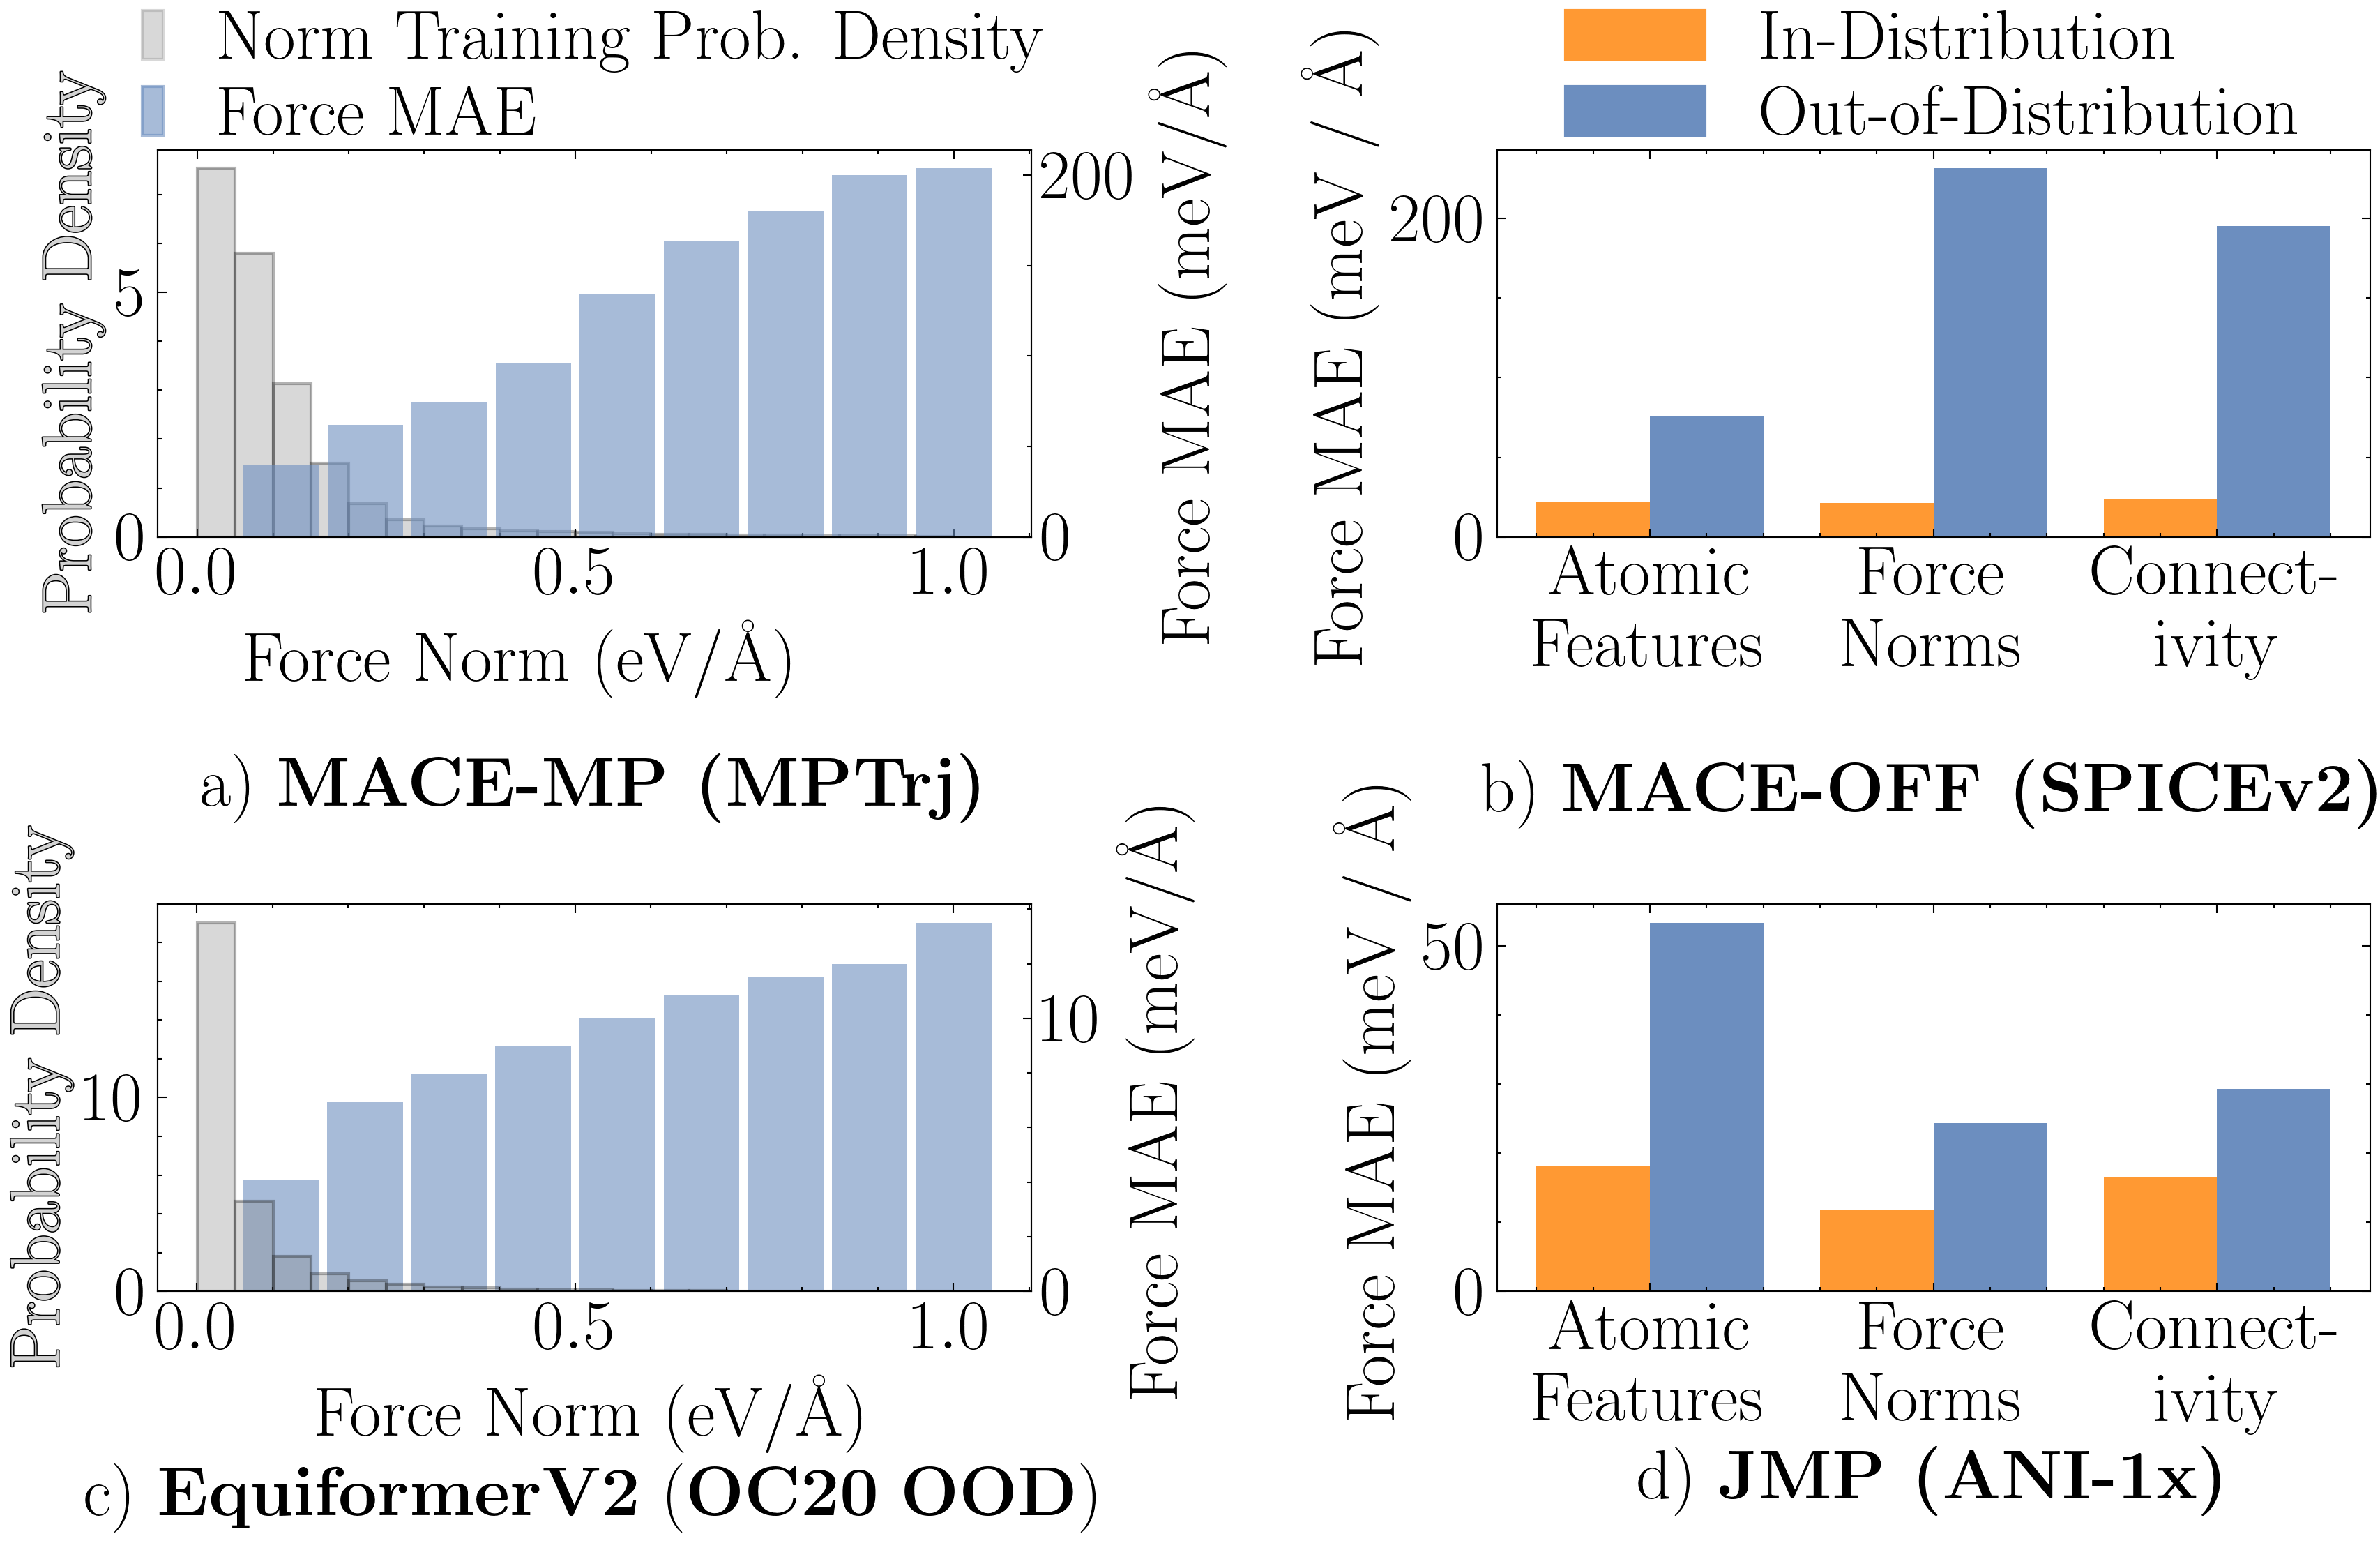 Norm Training Prob. Density
Force MAE
Probability Density
5
0
200
0
Force MAE (meV/Å)
0.0 0.5 1.0
Force Norm (eV/Å)
a) MACE-MP (MPTrj)
In-Distribution
Out-of-Distribution
Force MAE (meV / Å)
200
0
Atomic Force Connect-
Features Norms ivity
b) MACE-OFF (SPICEv2)
Probability Density
10
0
10
0
Force MAE (meV/Å)
0.0 0.5 1.0
Force Norm (eV/Å)
c) EquiformerV2 (OC20 OOD)
Force MAE (meV / Å)
50
0
Atomic Force Connect-
Features Norms ivity
d) JMP (ANI-1x)